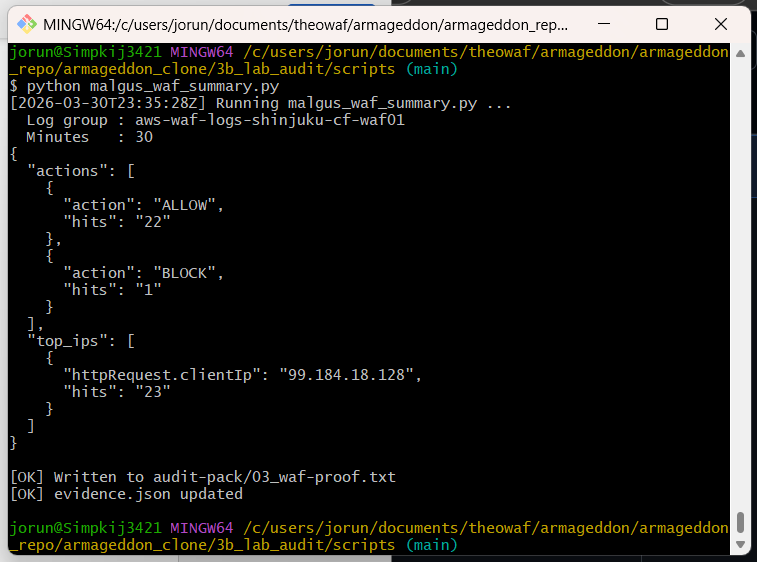 MINGW64:/c/users/jorun/documents/theowaf/armageddon/armageddon_rep...
jorun@Simpkij3421 MINGW64 /c/users/jorun/documents/theowaf/armageddon/armageddon
_repo/armageddon_clone/3b_lab_audit/scripts (main)
$ python malgus_waf_summary.py
[2026-03-30T23:35:28Z] Running malgus_waf_summary.py ...
  Log group : aws-waf-logs-shinjuku-cf-waf01
  Minutes   : 30
{
  "actions": [
    {
      "action": "ALLOW",
      "hits": "22"
    },
    {
      "action": "BLOCK",
      "hits": "1"
    }
  ],
  "top_ips": [
    {
      "httpRequest.clientIp": "99.184.18.128",
      "hits": "23"
    }
  ]
}

[OK] Written to audit-pack/03_waf-proof.txt
[OK] evidence.json updated

jorun@Simpkij3421 MINGW64 /c/users/jorun/documents/theowaf/armageddon/armageddon
_repo/armageddon_clone/3b_lab_audit/scripts (main)